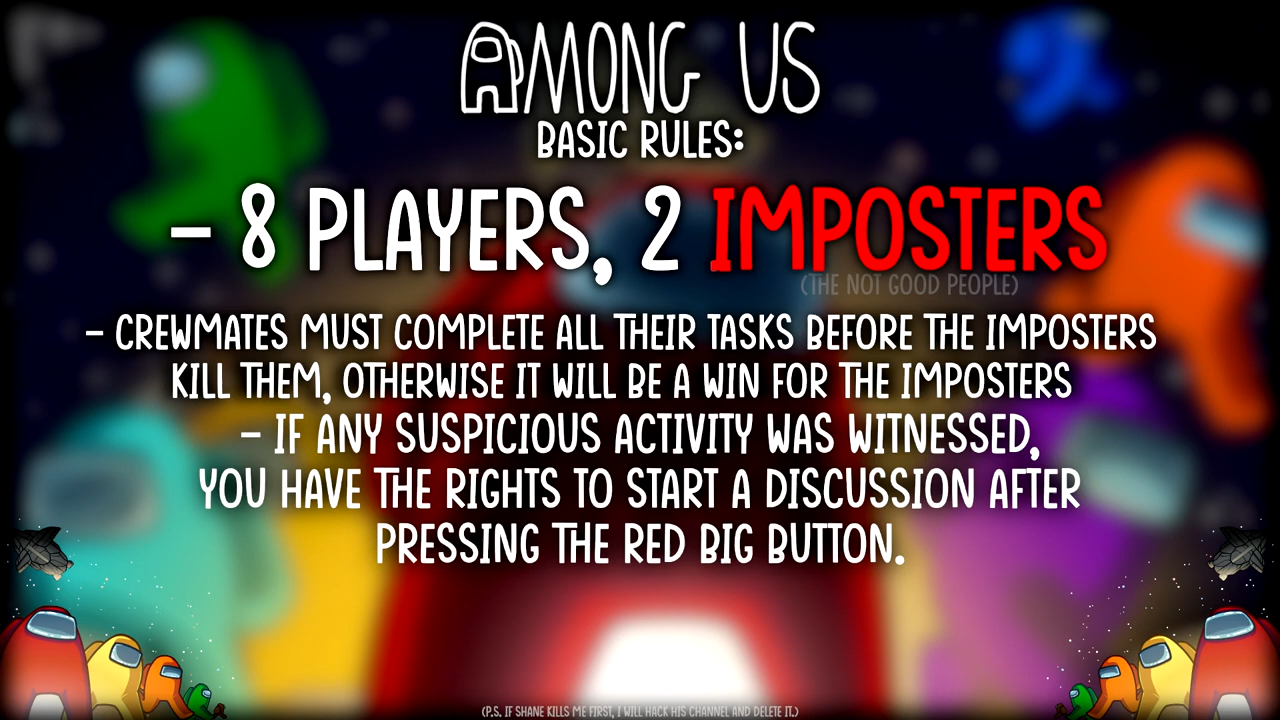 AMONG US
BASIC RULES:
- 8 PLAYERS, 2 IMPOSTERS
(THE NOT GOOD PEOPLE)
- CREWMATES MUST COMPLETE ALL THEIR TASKS BEFORE THE IMPOSTERS
KILL THEM, OTHERWISE IT WILL BE A WIN FOR THE IMPOSTERS
- IF ANY SUSPICIOUS ACTIVITY WAS WITNESSED,
YOU HAVE THE RIGHTS TO START A DISCUSSION AFTER
PRESSING THE RED BIG BUTTON.
(P.S. IF SHANE KILLS ME FIRST, I WILL HACK HIS CHANNEL AND DELETE IT.)